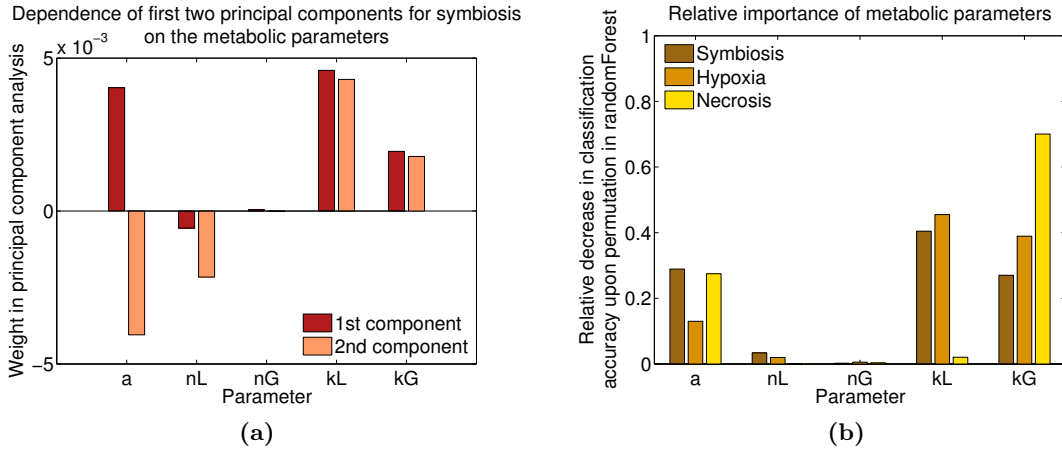 Dependence of first two principal components for symbiosis
on the metabolic parameters
5 x 10⁻³
0
−5
Weight in principal component analysis
a nL nG kL kG
Parameter
1st component
2nd component
(a)
Relative importance of metabolic parameters
1
0.8
0.6
0.4
0.2
0
Relative decrease in classification
accuracy upon permutation in randomForest
Symbiosis
Hypoxia
Necrosis
a nL nG kL kG
Parameter
(b)